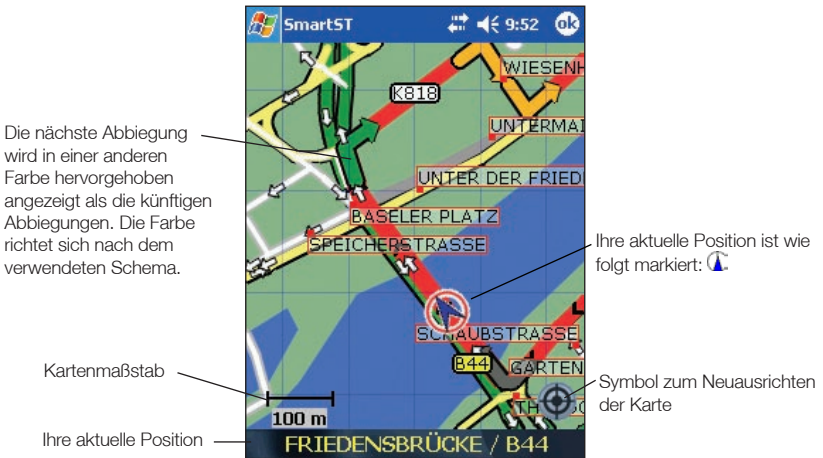 SmartST 9:52 ok
WIESENH
K818
UNTERMAI
UNTER DER FRIED
BASELER PLATZ
SPEICHERSTRASSE
SCHAUBSTRASSE
B44
GARTEN
TH
100 m
FRIEDENSBRÜCKE / B44
Die nächste Abbiegung
wird in einer anderen
Farbe hervorgehoben
angezeigt als die künftigen
Abbiegungen. Die Farbe
richtet sich nach dem
verwendeten Schema.
Kartenmaßstab
Ihre aktuelle Position
Ihre aktuelle Position ist wie
folgt markiert:
Symbol zum Neuausrichten
der Karte